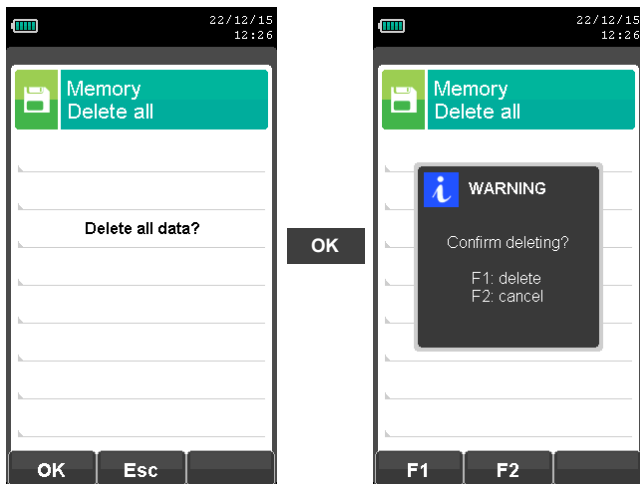 22/12/15
12:26
Memory
Delete all
Delete all data?
OK Esc
OK
22/12/15
12:26
Memory
Delete all
WARNING
Confirm deleting?
F1: delete
F2: cancel
F1 F2